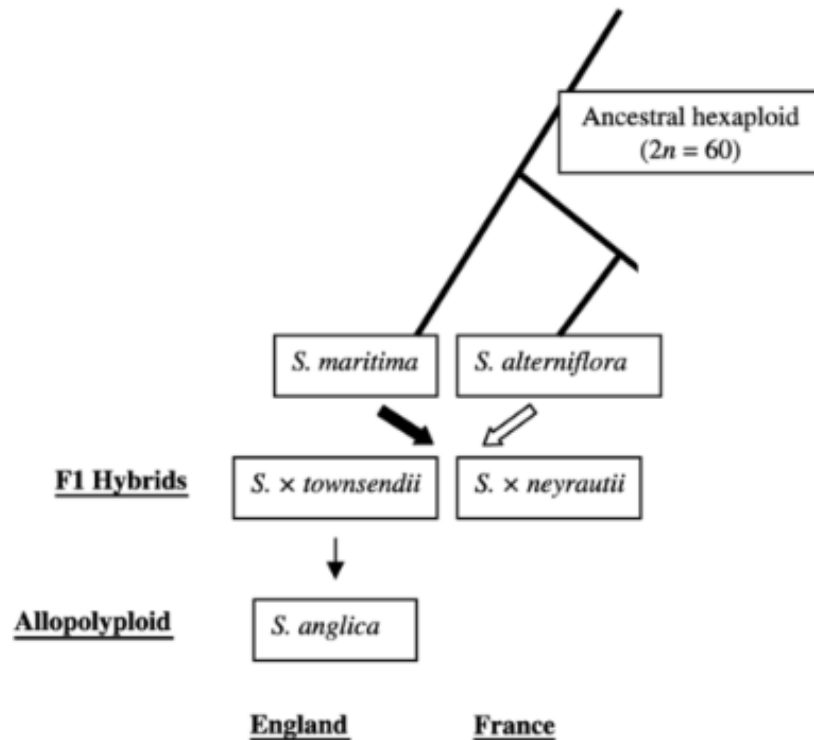 Ancestral hexaploid
(2n = 60)
S. maritima
S. alterniflora
F1 Hybrids
S. × townsendii
S. × neyrautii
Allopolyploid
S. anglica
England
France